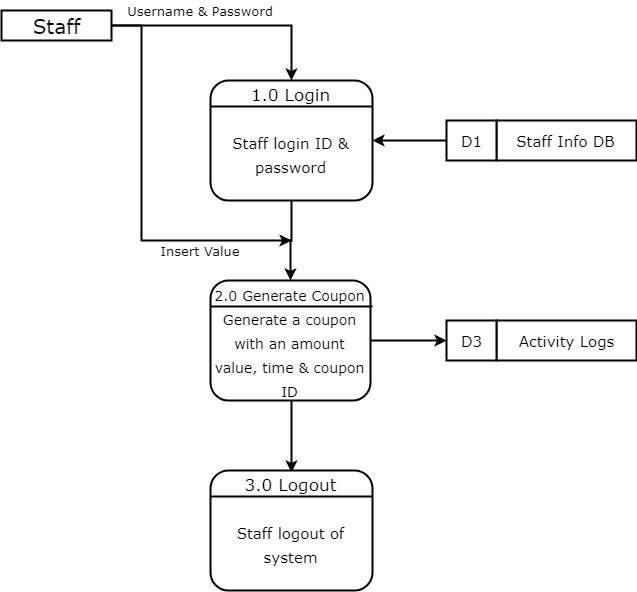 Username & Password
Staff
1.0 Login
Staff login ID &
password
D1
Staff Info DB
Insert Value
2.0 Generate Coupon
Generate a coupon
with an amount
value, time & coupon
ID
D3
Activity Logs
3.0 Logout
Staff logout of
system